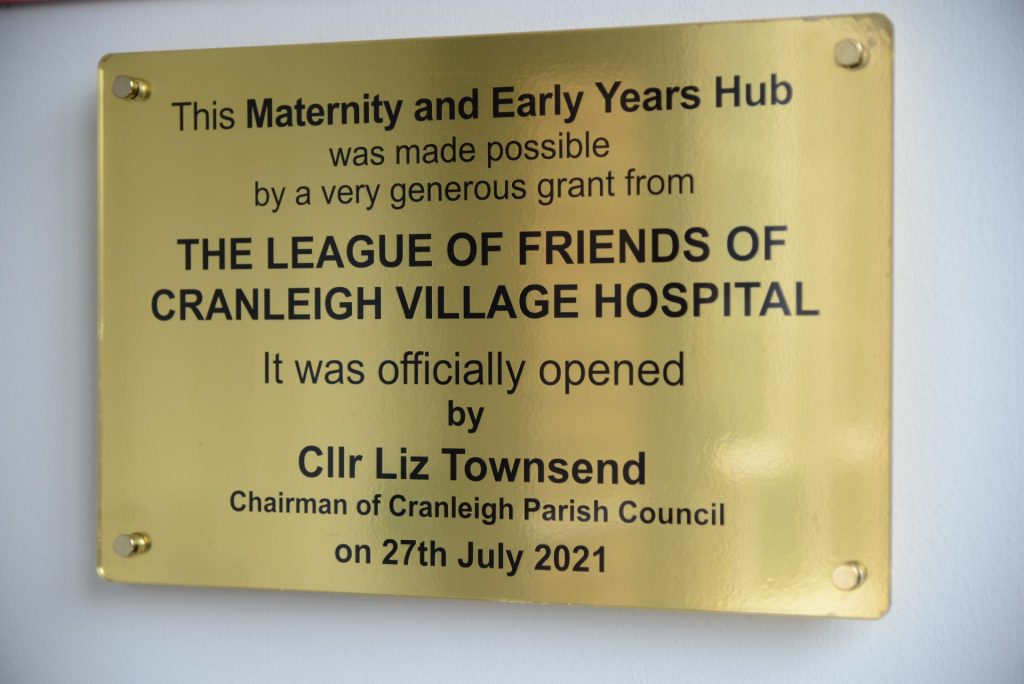 This Maternity and Early Years Hub
was made possible
by a very generous grant from
THE LEAGUE OF FRIENDS OF
CRANLEIGH VILLAGE HOSPITAL
It was officially opened
by
Cllr Liz Townsend
Chairman of Cranleigh Parish Council
on 27th July 2021